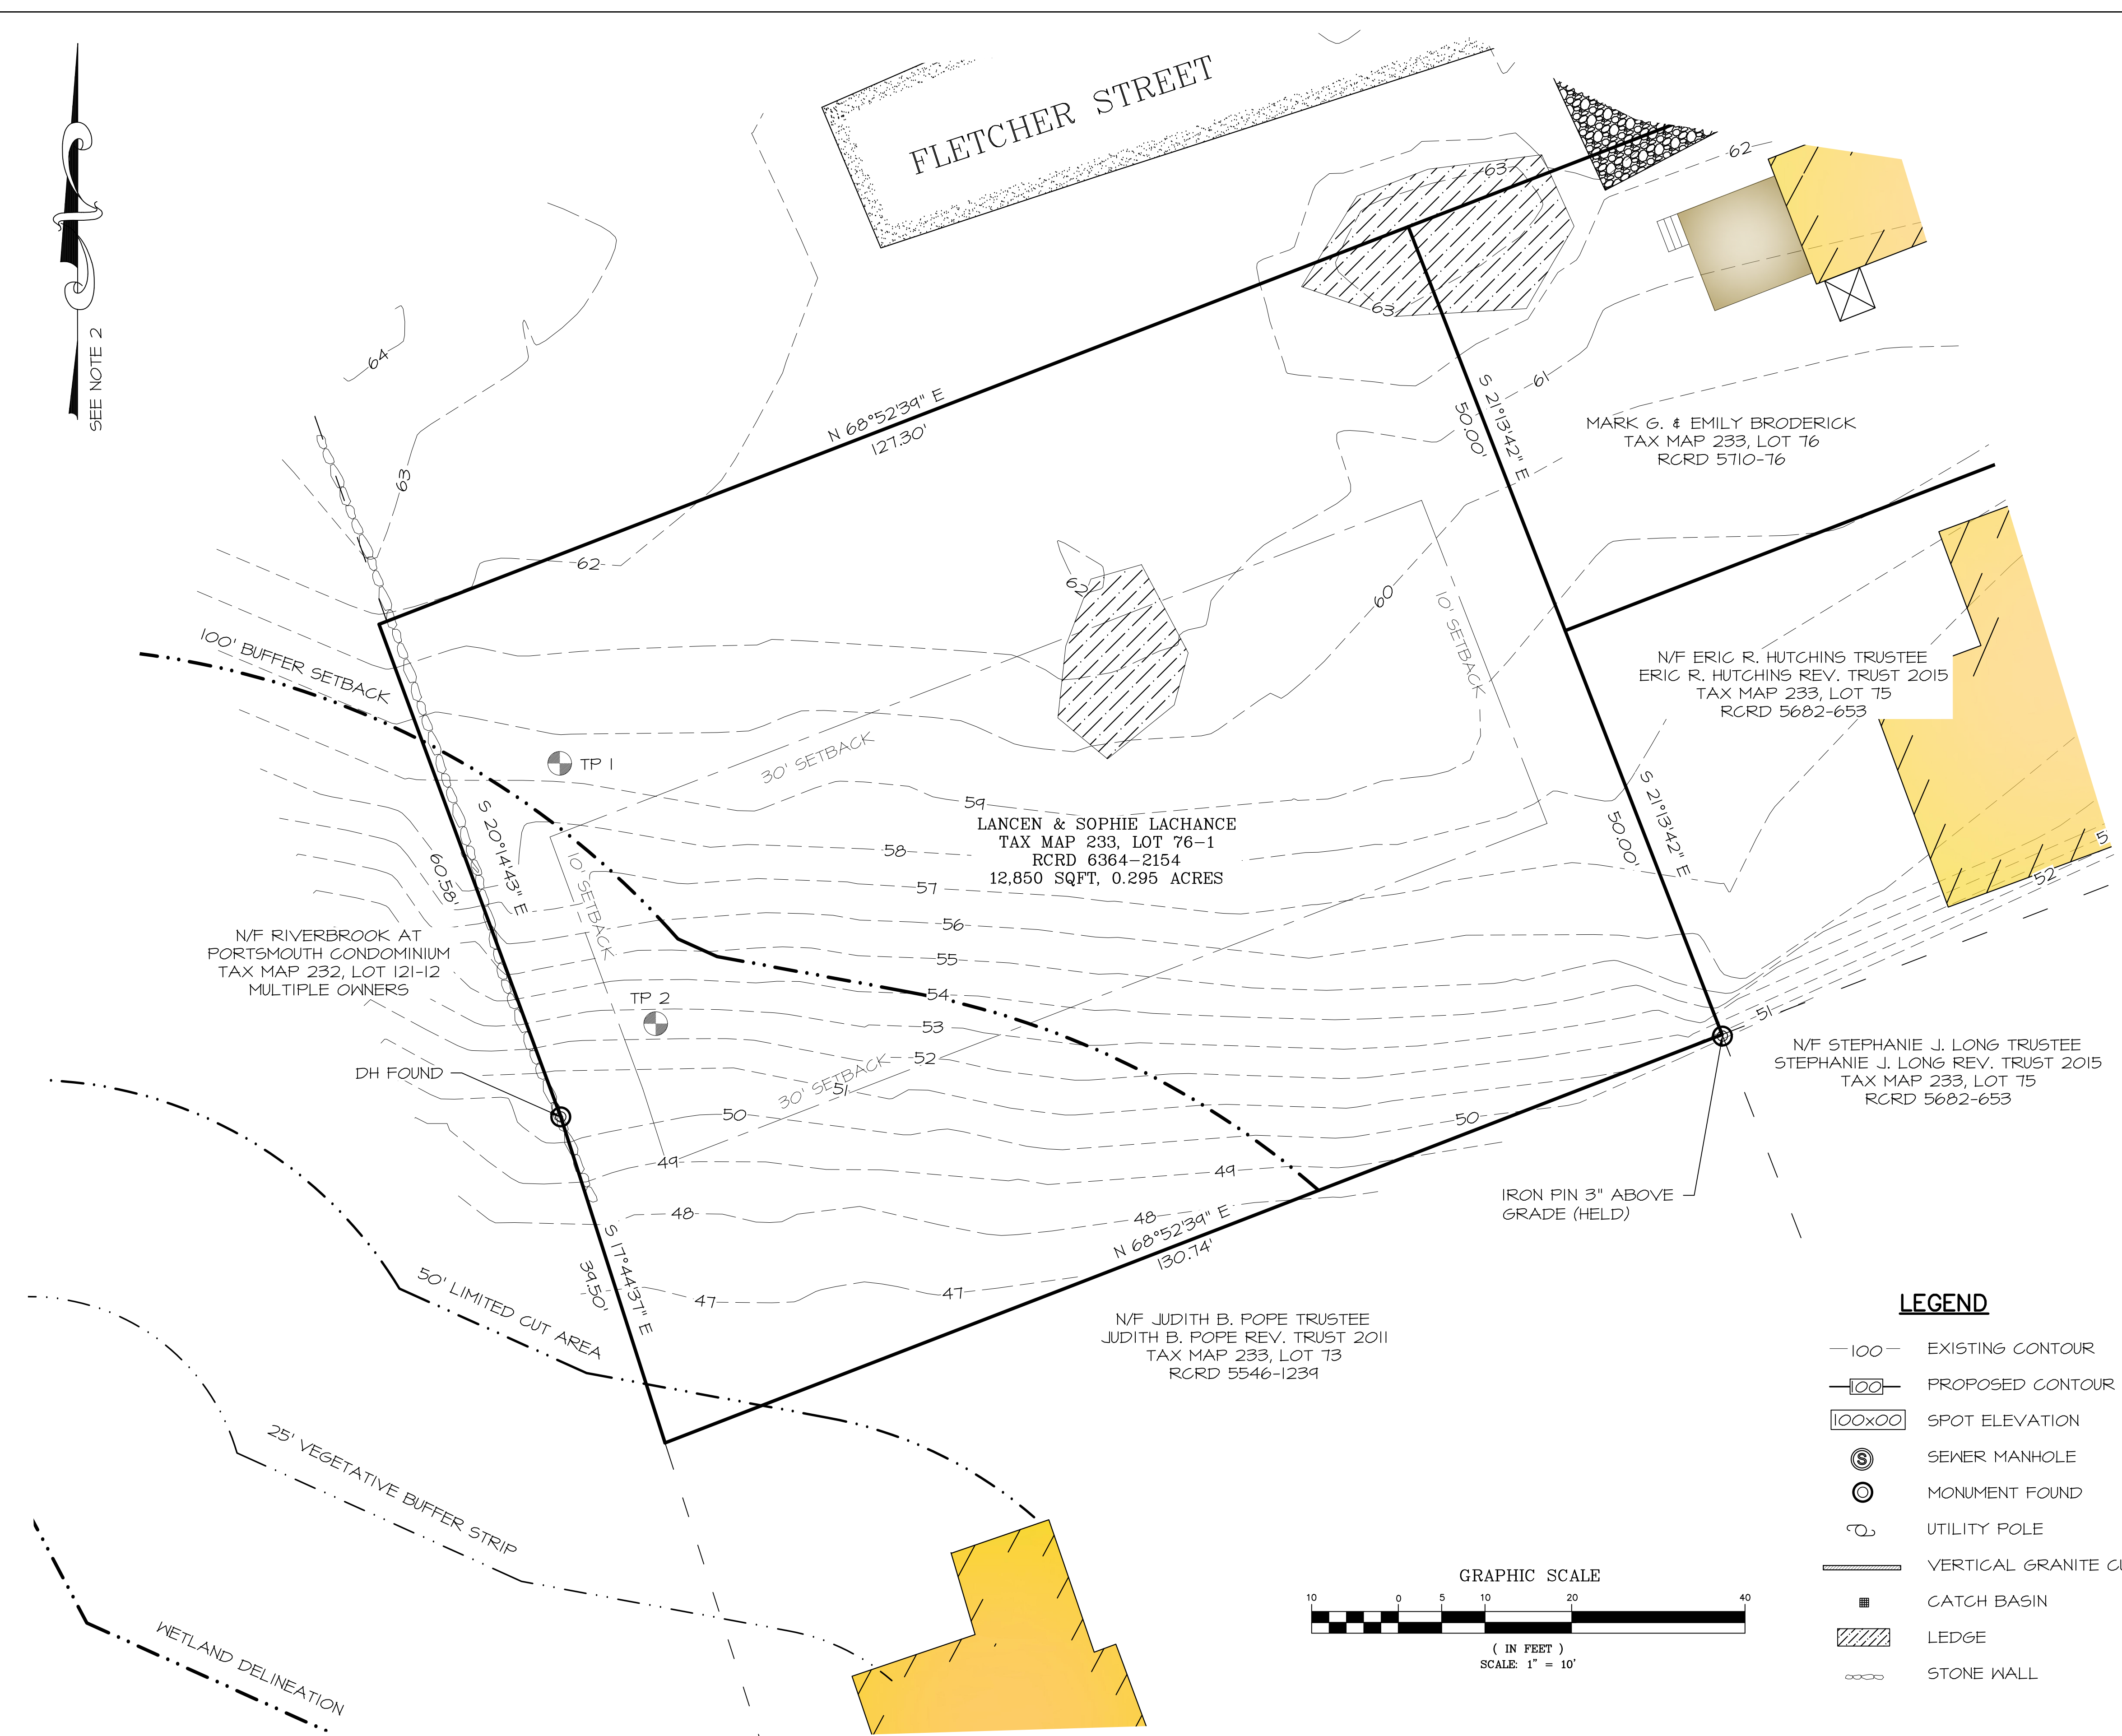 FLETCHER STREET
SEE NOTE 2
62
63
63
64
61
N 68°52'39" E
127.30'
S 21°13'42" E
50.00'
MARK G. & EMILY BRODERICK
TAX MAP 233, LOT 76
RCRD 5710-76
63
62
62
60
10' SETBACK
100' BUFFER SETBACK
N/F ERIC R. HUTCHINS TRUSTEE
ERIC R. HUTCHINS REV. TRUST 2015
TAX MAP 233, LOT 75
RCRD 5682-653
TP 1
30' SETBACK
59
LANCEN & SOPHIE LACHANCE
TAX MAP 233, LOT 76-1
RCRD 6364-2154
12,850 SQFT, 0.295 ACRES
S 21°13'42" E
50.00'
S 20°14'43" E
60.58'
10' SETBACK
58
57
56
55
54
53
52
51
5
52
51
N/F RIVERBROOK AT
PORTSMOUTH CONDOMINIUM
TAX MAP 232, LOT 121-12
MULTIPLE OWNERS
TP 2
DH FOUND
30' SETBACK
50
50
49
49
48
48
47
47
N/F STEPHANIE J. LONG TRUSTEE
STEPHANIE J. LONG REV. TRUST 2015
TAX MAP 233, LOT 75
RCRD 5682-653
IRON PIN 3" ABOVE
GRADE (HELD)
N 68°52'39" E
130.74'
S 17°44'37" E
39.50'
50' LIMITED CUT AREA
N/F JUDITH B. POPE TRUSTEE
JUDITH B. POPE REV. TRUST 2011
TAX MAP 233, LOT 73
RCRD 5546-1239
25' VEGETATIVE BUFFER STRIP
WETLAND DELINEATION
GRAPHIC SCALE
10 0 5 10 20 40
( IN FEET )
SCALE: 1" = 10'
LEGEND
100 EXISTING CONTOUR
100 PROPOSED CONTOUR
100x00 SPOT ELEVATION
S SEWER MANHOLE
MONUMENT FOUND
UTILITY POLE
VERTICAL GRANITE
CATCH BASIN
LEDGE
STONE WALL